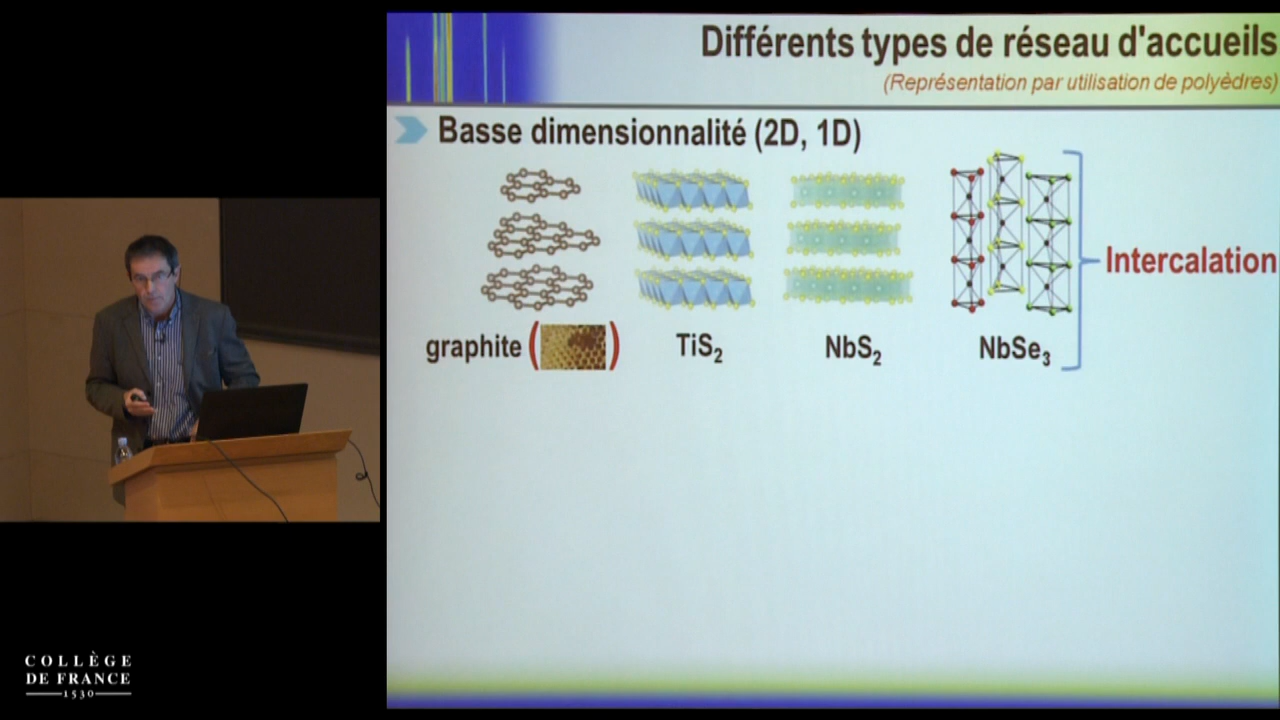 Différents types de réseau d'accueils
(Représentation par utilisation de polyèdres)
Basse dimensionnalité (2D, 1D)
Intercalation
graphite ( ) TiS₂ NbS₂ NbSe₃
COLLÈGE
DE FRANCE
1530